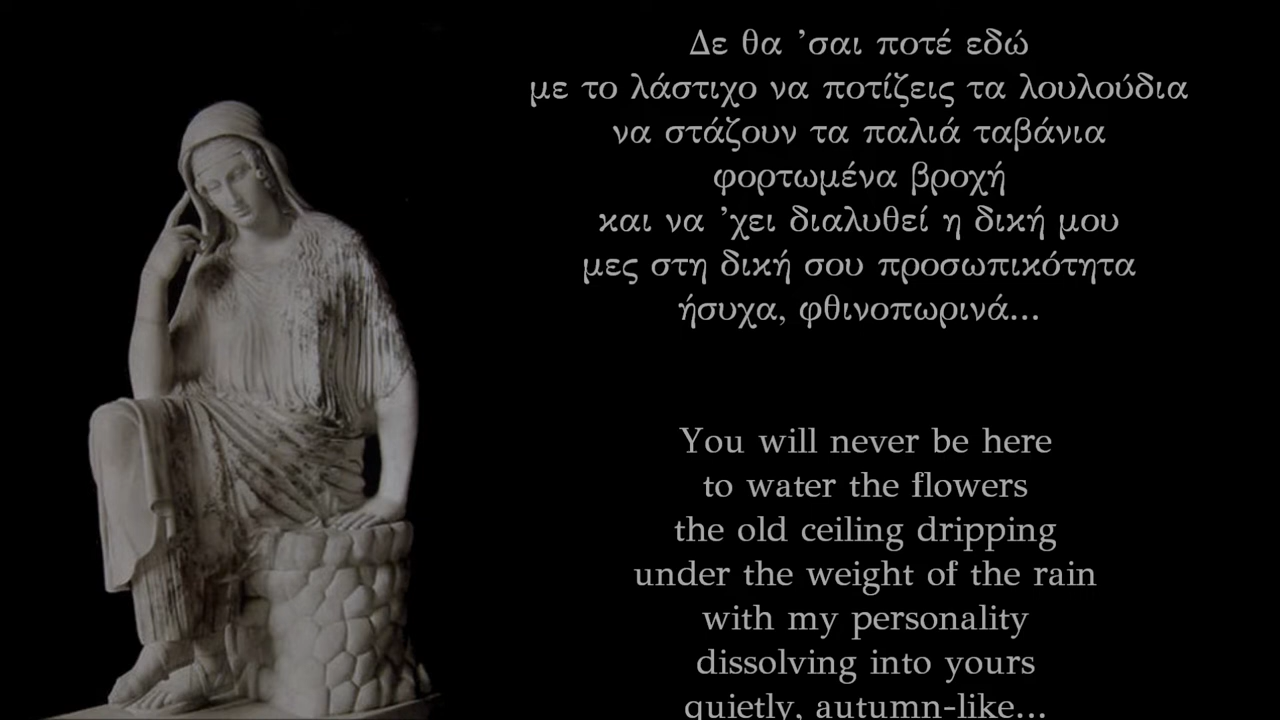 Δε θα ’σαι ποτέ εδώ
με το λάστιχο να ποτίζεις τα λουλούδια
να στάζουν τα παλιά ταβάνια
φορτωμένα βροχή
και να ’χει διαλυθεί η δική μου
μες στη δική σου προσωπικότητα
ήσυχα, φθινοπωρινά...
You will never be here
to water the flowers
the old ceiling dripping
under the weight of the rain
with my personality
dissolving into yours
quietly, autumn-like...